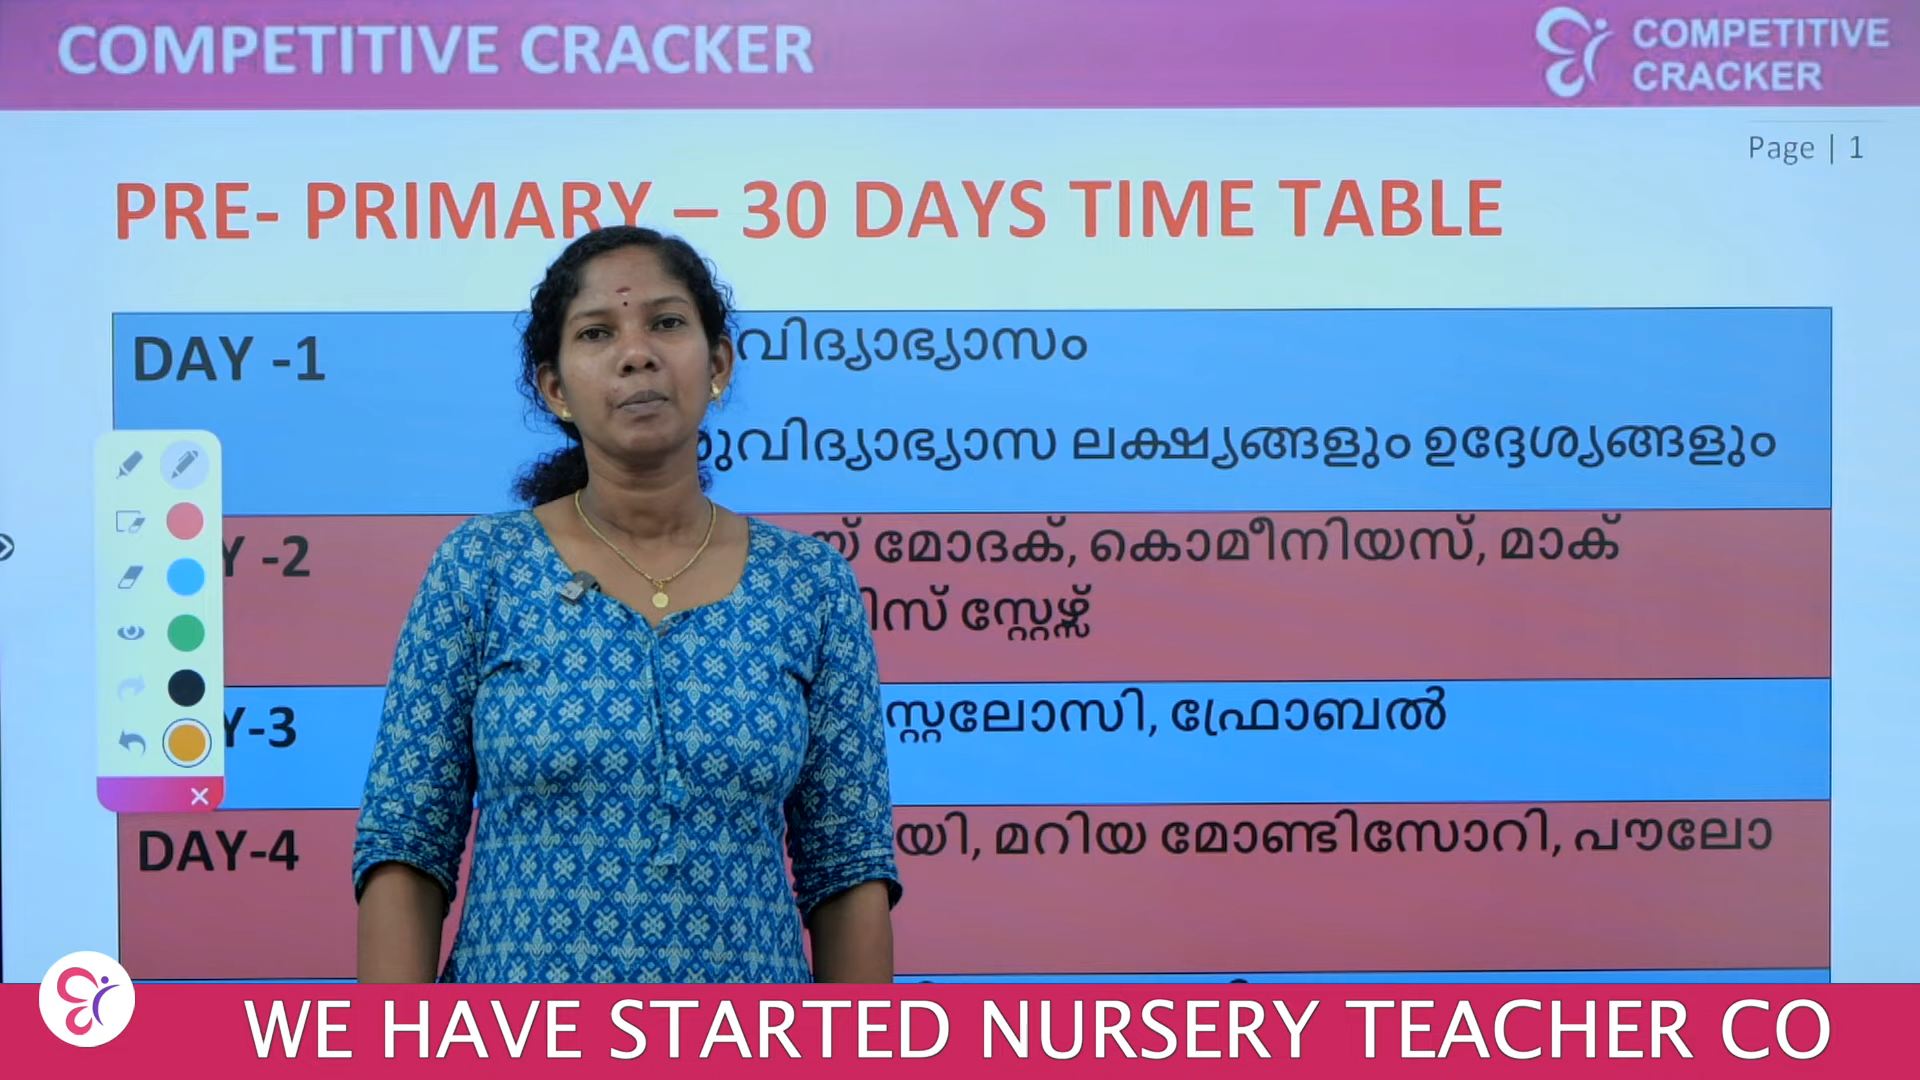 COMPETITIVE CRACKER
COMPETITIVE
CRACKER
Page | 1
PRE- PRIMARY – 30 DAYS TIME TABLE
DAY -1
ലക്ഷ്യങ്ങളും ഉദ്ദേശ്യങ്ങളും
-2
മോദക്, കൊമീനിയസ്, മാക്
സ്റ്റേഴ്സ്
-3
ഫ്രോബൽ
DAY-4
മറിയ മോണ്ടിസോറി, പൗലോ
WE HAVE STARTED NURSERY TEACHER CO